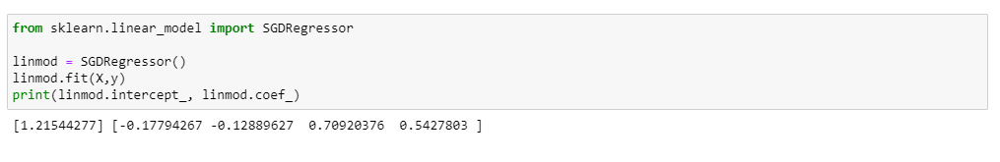 from sklearn.linear_model import SGDRegressor
linmod = SGDRegressor()
linmod.fit(X,y)
print(linmod.intercept_, linmod.coef_)
[1.21544277] [-0.17794267 -0.12889627  0.70920376  0.5427803 ]